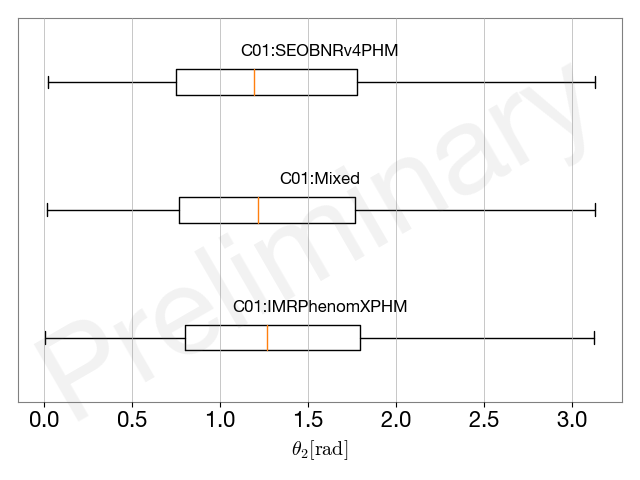 C01:SEOBNRv4PHM
C01:Mixed
C01:IMRPhenomXPHM
Preliminary
0.0 0.5 1.0 1.5 2.0 2.5 3.0
θ₂[rad]